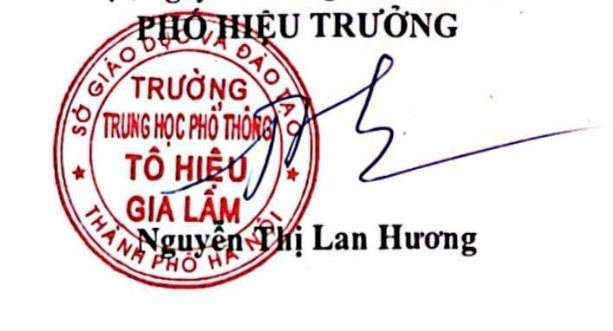 PHÓ HIỆU TRƯỞNG
SỞ GIÁO DỤC VÀ ĐÀO TẠO
TRƯỜNG
TRUNG HỌC PHỔ THÔNG
TÔ HIỆU
GIA LÂM
THÀNH PHỐ HÀ NỘI
Nguyễn Thị Lan Hương